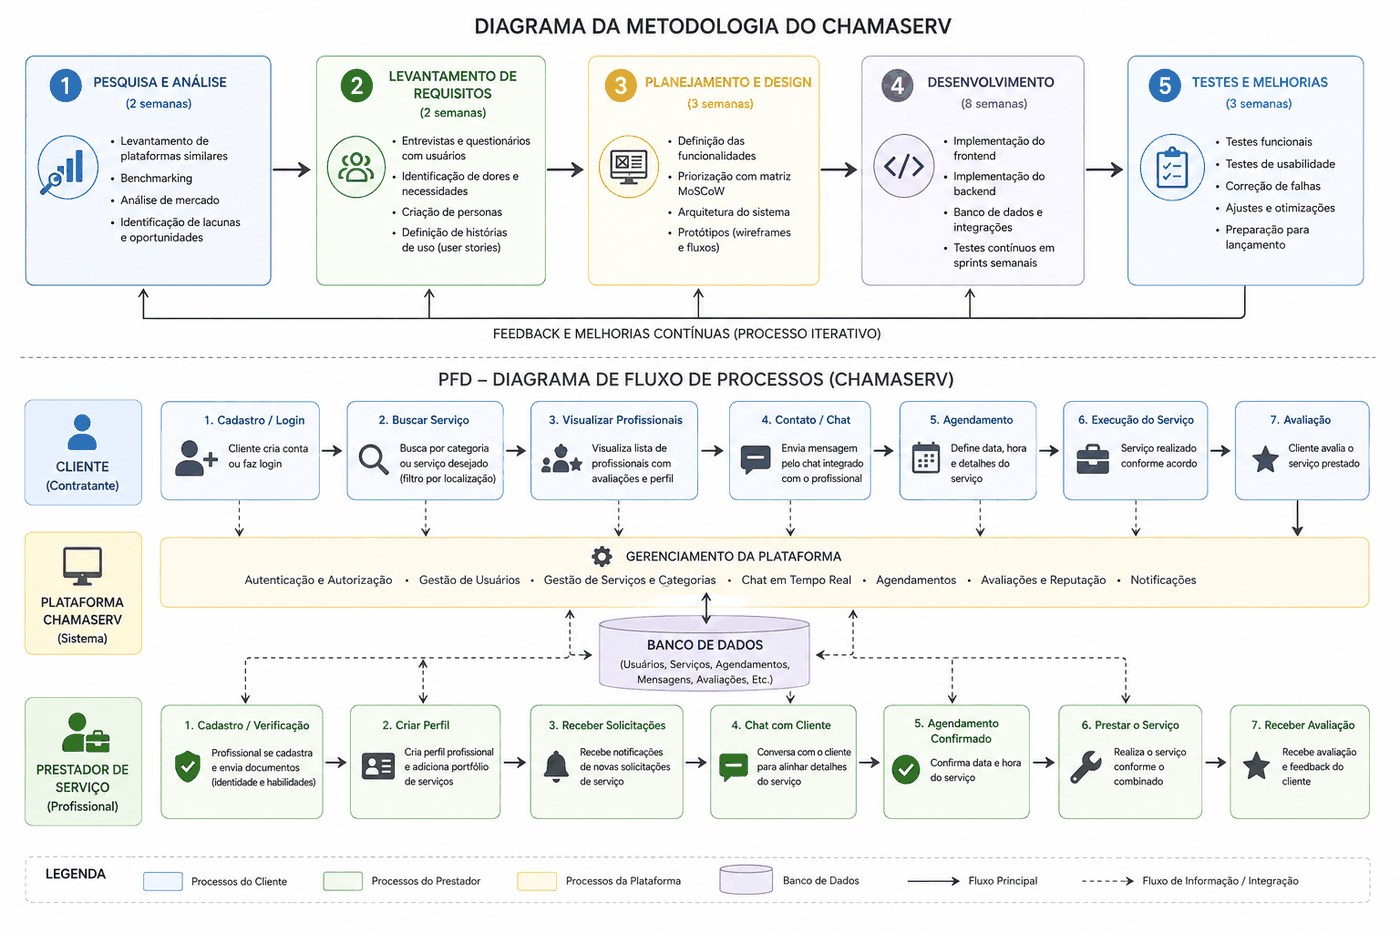 DIAGRAMA DA METODOLOGIA DO CHAMASERV
1 PESQUISA E ANÁLISE
(2 semanas)
• Levantamento de
plataformas similares
• Benchmarking
• Análise de mercado
• Identificação de lacunas
e oportunidades
2 LEVANTAMENTO DE
REQUISITOS
(2 semanas)
• Entrevistas e questionários
com usuários
• Identificação de dores e
necessidades
• Criação de personas
• Definição de histórias
de uso (user stories)
3 PLANEJAMENTO E DESIGN
(3 semanas)
• Definição das
funcionalidades
• Priorização com matriz
MoSCoW
• Arquitetura do sistema
• Protótipos (wireframes
e fluxos)
4 DESENVOLVIMENTO
(8 semanas)
</>
• Implementação do
frontend
• Implementação do
backend
• Banco de dados e
integrações
• Testes contínuos em
sprints semanais
5 TESTES E MELHORIAS
(3 semanas)
• Testes funcionais
• Testes de usabilidade
• Correção de falhas
• Ajustes e otimizações
• Preparação para
lançamento
FEEDBACK E MELHORIAS CONTÍNUAS (PROCESSO ITERATIVO)
PFD – DIAGRAMA DE FLUXO DE PROCESSOS (CHAMASERV)
CLIENTE
(Contratante)
1. Cadastro / Login
Cliente cria conta
ou faz login
2. Buscar Serviço
Busca por categoria
ou serviço desejado
(filtro por localização)
3. Visualizar Profissionais
Visualiza lista de
profissionais com
avaliações e perfil
4. Contato / Chat
Envia mensagem
pelo chat integrado
com o profissional
5. Agendamento
Define data, hora
e detalhes do
serviço
6. Execução do Serviço
Serviço realizado
conforme acordo
7. Avaliação
Cliente avalia o
serviço prestado
PLATAFORMA
CHAMASERV
(Sistema)
GERENCIAMENTO DA PLATAFORMA
Autenticação e Autorização • Gestão de Usuários • Gestão de Serviços e Categorias • Chat em Tempo Real • Agendamentos • Avaliações e Reputação • Notificações
BANCO DE DADOS
(Usuários, Serviços, Agendamentos,
Mensagens, Avaliações, Etc.)
PRESTADOR DE
SERVIÇO
(Profissional)
1. Cadastro / Verificação
Profissional se cadastra
e envia documentos
(identidade e habilidades)
2. Criar Perfil
Cria perfil profissional
e adiciona portfólio
de serviços
3. Receber Solicitações
Recebe notificações
de novas solicitações
de serviço
4. Chat com Cliente
Conversa com o cliente
para alinhar detalhes
do serviço
5. Agendamento
Confirmado
Confirma data e hora
do serviço
6. Prestar o Serviço
Realiza o serviço
conforme o
combinado
7. Receber Avaliação
Recebe avaliação
e feedback do
cliente
LEGENDA
Processos do Cliente
Processos do Prestador
Processos da Plataforma
Banco de Dados
Fluxo Principal
Fluxo de Informação / Integração